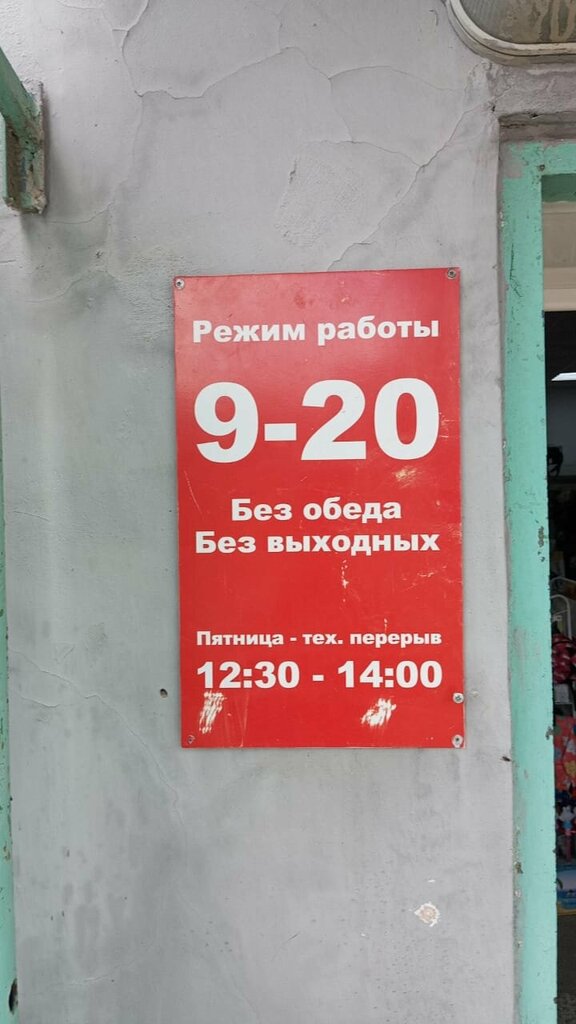 Режим работы
9-20
Без обеда
Без выходных
Пятница - тех. перерыв
12:30 - 14:00